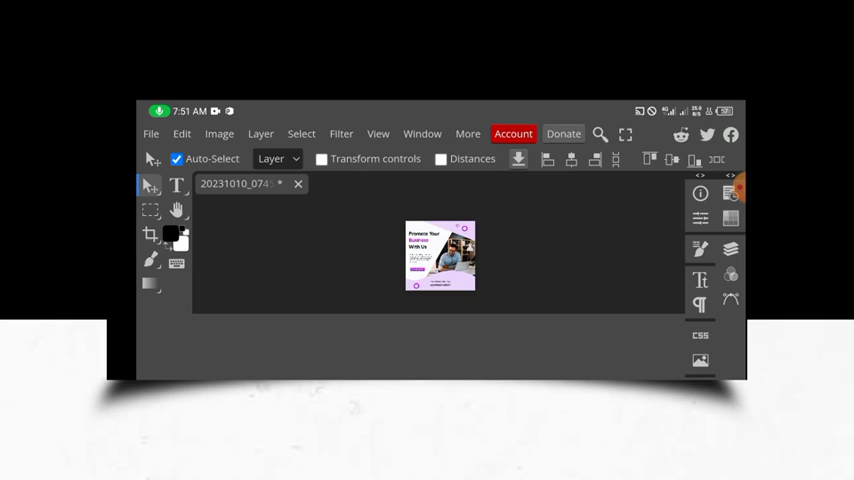 7:51 AM
File Edit Image Layer Select Filter View Window More Account Donate
Auto-Select Layer Transform controls Distances
20231010_074 *
Promote Your
Business
With Us
CSS